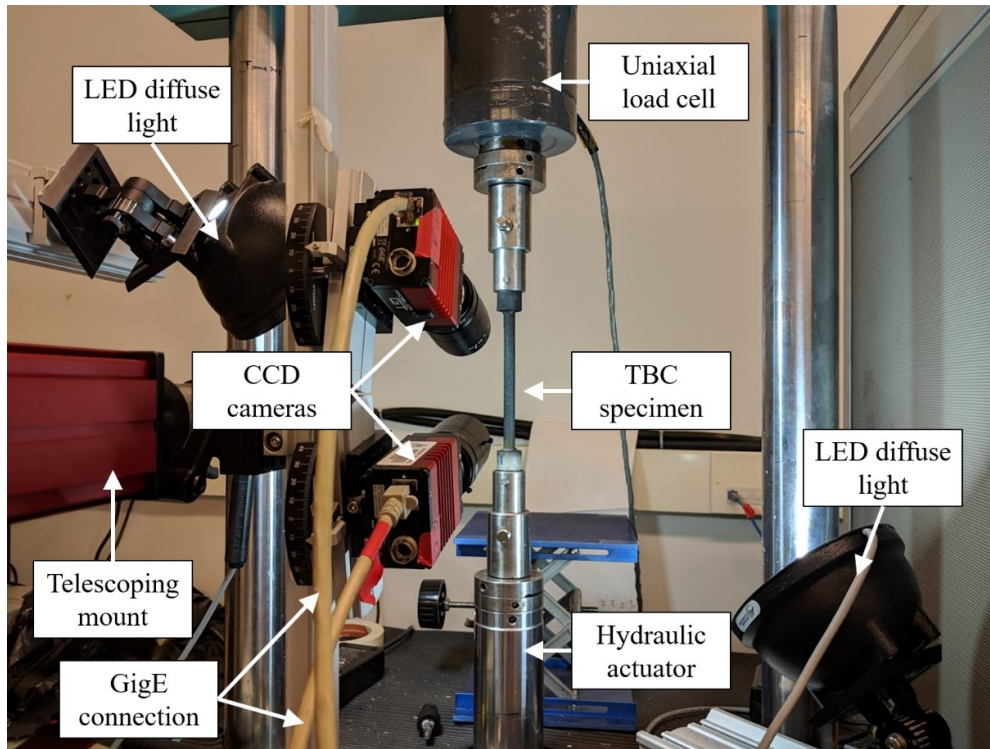 Uniaxial
load cell
LED diffuse
light
CCD
cameras
TBC
specimen
LED diffuse
light
Telescoping
mount
Hydraulic
actuator
GigE
connection
GT